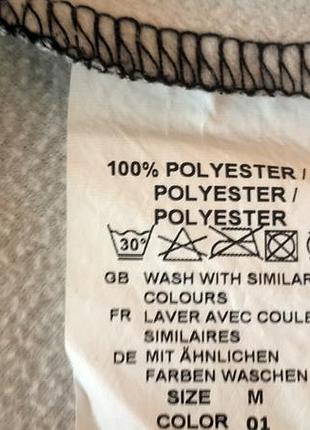 100% POLYESTER /
POLYESTER /
POLYESTER
30°
GB WASH WITH SIMILAR
COLOURS
FR LAVER AVEC
SIMILAIRES
DE MIT ÄHNLICHEN
FARBEN WASCHEN
SIZE M
COLOR 01